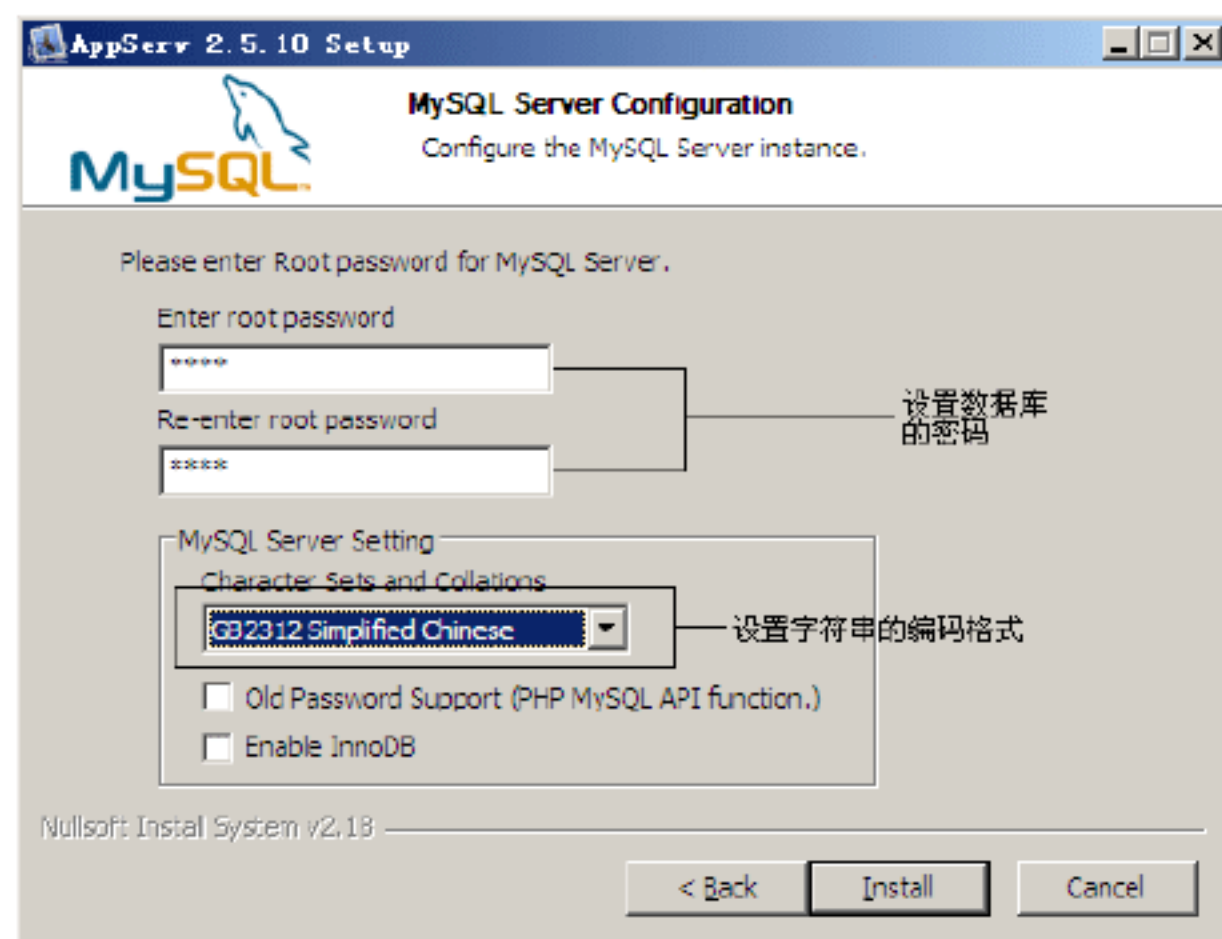 AppServ 2.5.10 Setup
MySQL
MySQL Server Configuration
Configure the MySQL Server instance.
Please enter Root password for MySQL Server.
Enter root password
****
设置数据库
的密码
Re-enter root password
****
MySQL Server Setting
Character Sets and Collations
GB2312 Simplified Chinese
设置字符串的编码格式
Old Password Support (PHP MySQL API function.)
Enable InnoDB
Nullsoft Install System v2.18
< Back
Install
Cancel